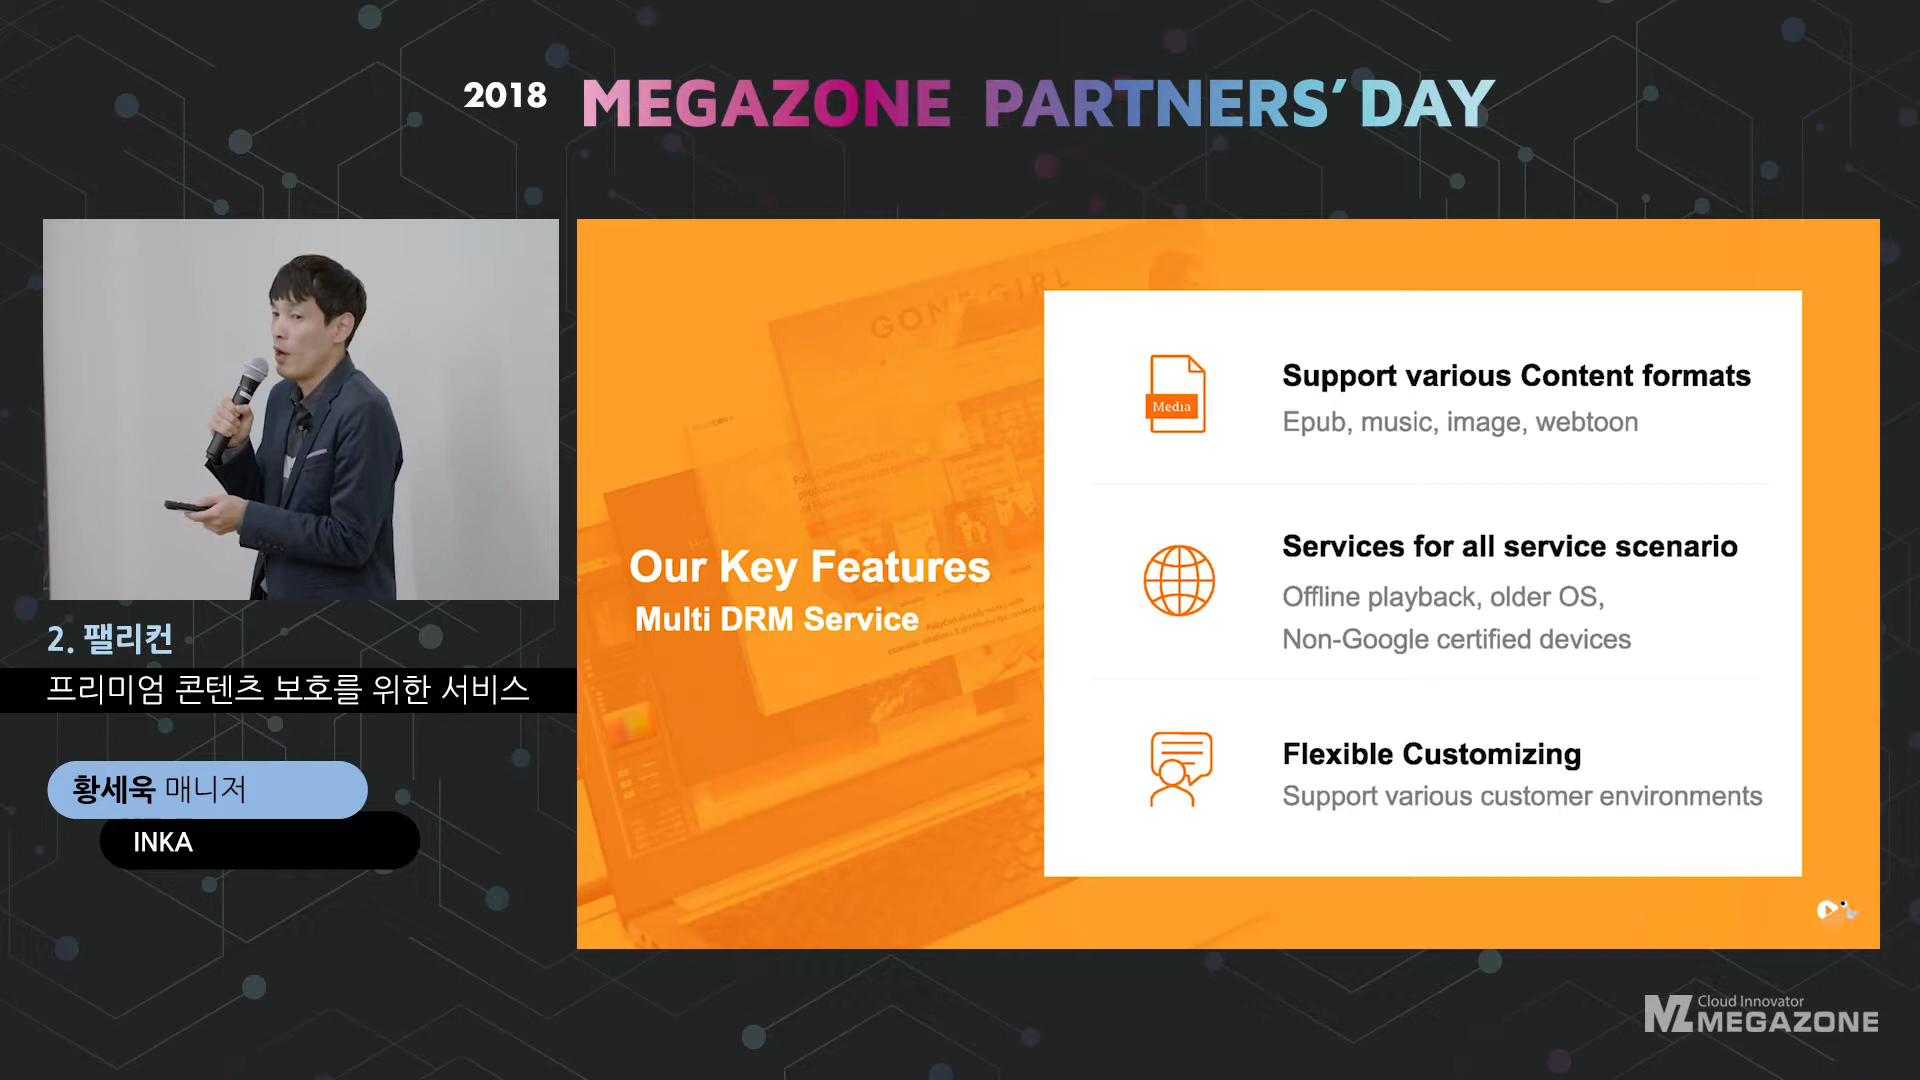 2018 MEGAZONE PARTNERS' DAY
2. 팰리컨
프리미엄 콘텐츠 보호를 위한 서비스
황세욱 매니저
INKA
GONE GIRL
Our Key Features
Multi DRM Service
Media
Support various Content formats
Epub, music, image, webtoon
Services for all service scenario
Offline playback, older OS,
Non-Google certified devices
Flexible Customizing
Support various customer environments
MZ Cloud Innovator
MEGAZONE